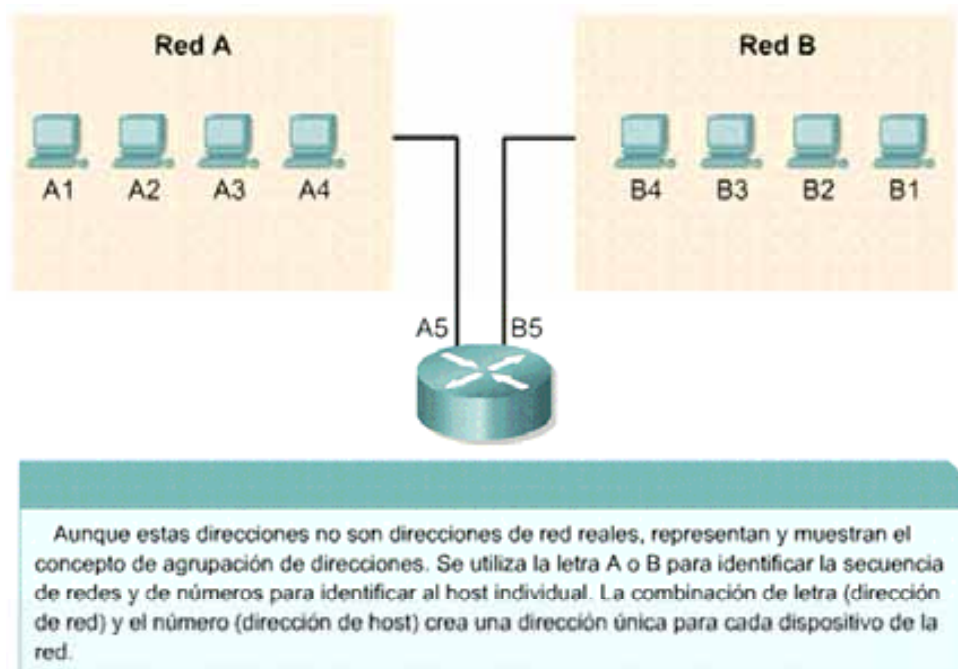 Red A
Red B
A1 A2 A3 A4
B4 B3 B2 B1
A5 B5
Aunque estas direcciones no son direcciones de red reales, representan y muestran el
concepto de agrupación de direcciones. Se utiliza la letra A o B para identificar la secuencia
de redes y de números para identificar al host individual. La combinación de letra (dirección
de red) y el número (dirección de host) crea una dirección única para cada dispositivo de la
red.